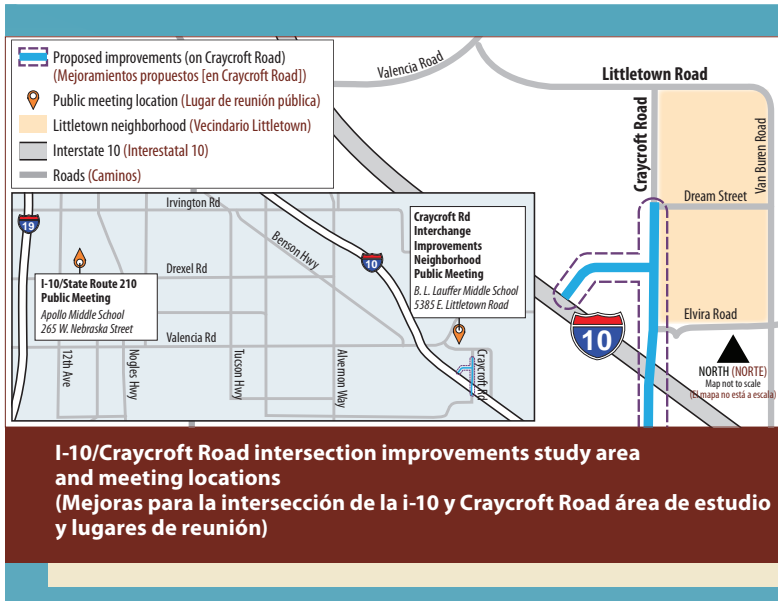 Proposed improvements (on Craycroft Road)
(Mejoramientos propuestos [en Craycroft Road])
Public meeting location (Lugar de reunión pública)
Littletown neighborhood (Vecindario Littletown)
Interstate 10 (Interestatal 10)
Roads (Caminos)
Valencia Road
Littletown Road
Craycroft Road
Van Buren Road
Dream Street
Elvira Road
10
NORTH (NORTE)
Map not to scale
(El mapa no está a escala)
Irvington Rd
19
Benson Hwy
10
Craycroft Rd
Interchange
Improvements
Neighborhood
Public Meeting
B. L. Lauffer Middle School
5385 E. Littletown Road
Drexel Rd
I-10/State Route 210
Public Meeting
Apollo Middle School
265 W. Nebraska Street
Valencia Rd
12th Ave
Nogles Hwy
Tucson Hwy
Alvernon Way
Craycroft Rd
I-10/Craycroft Road intersection improvements study area
and meeting locations
(Mejoras para la intersección de la i-10 y Craycroft Road área de estudio
y lugares de reunión)